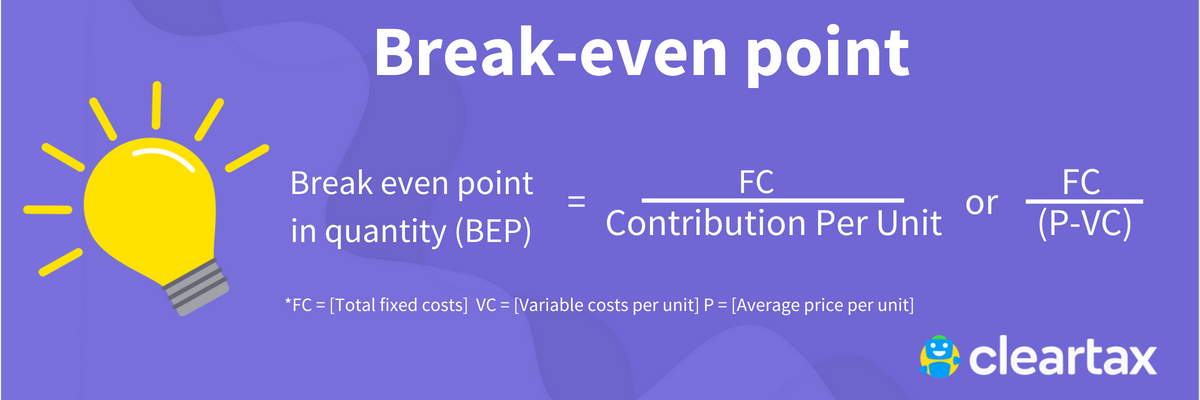 Break-even point
Break even point
in quantity (BEP)
=
FC
Contribution Per Unit
or
FC
(P-VC)
*FC = [Total fixed costs] VC = [Variable costs per unit] P = [Average price per unit]
cleartax